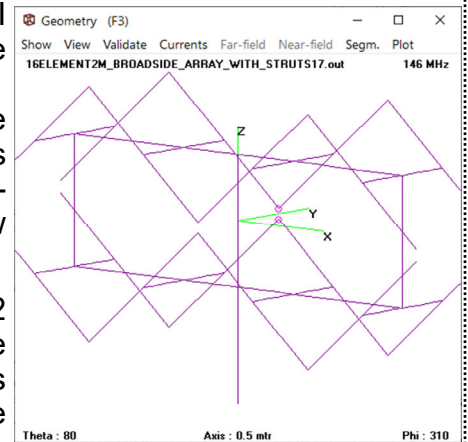 Geometry (F3)
Show View Validate Currents Far-field Near-field Segm. Plot
16ELEMENT2M_BROADSIDE_ARRAY_WITH_STRUTS17.out 146 MHz
Z
Y
X
Theta : 80 Axis : 0.5 mtr Phi : 310